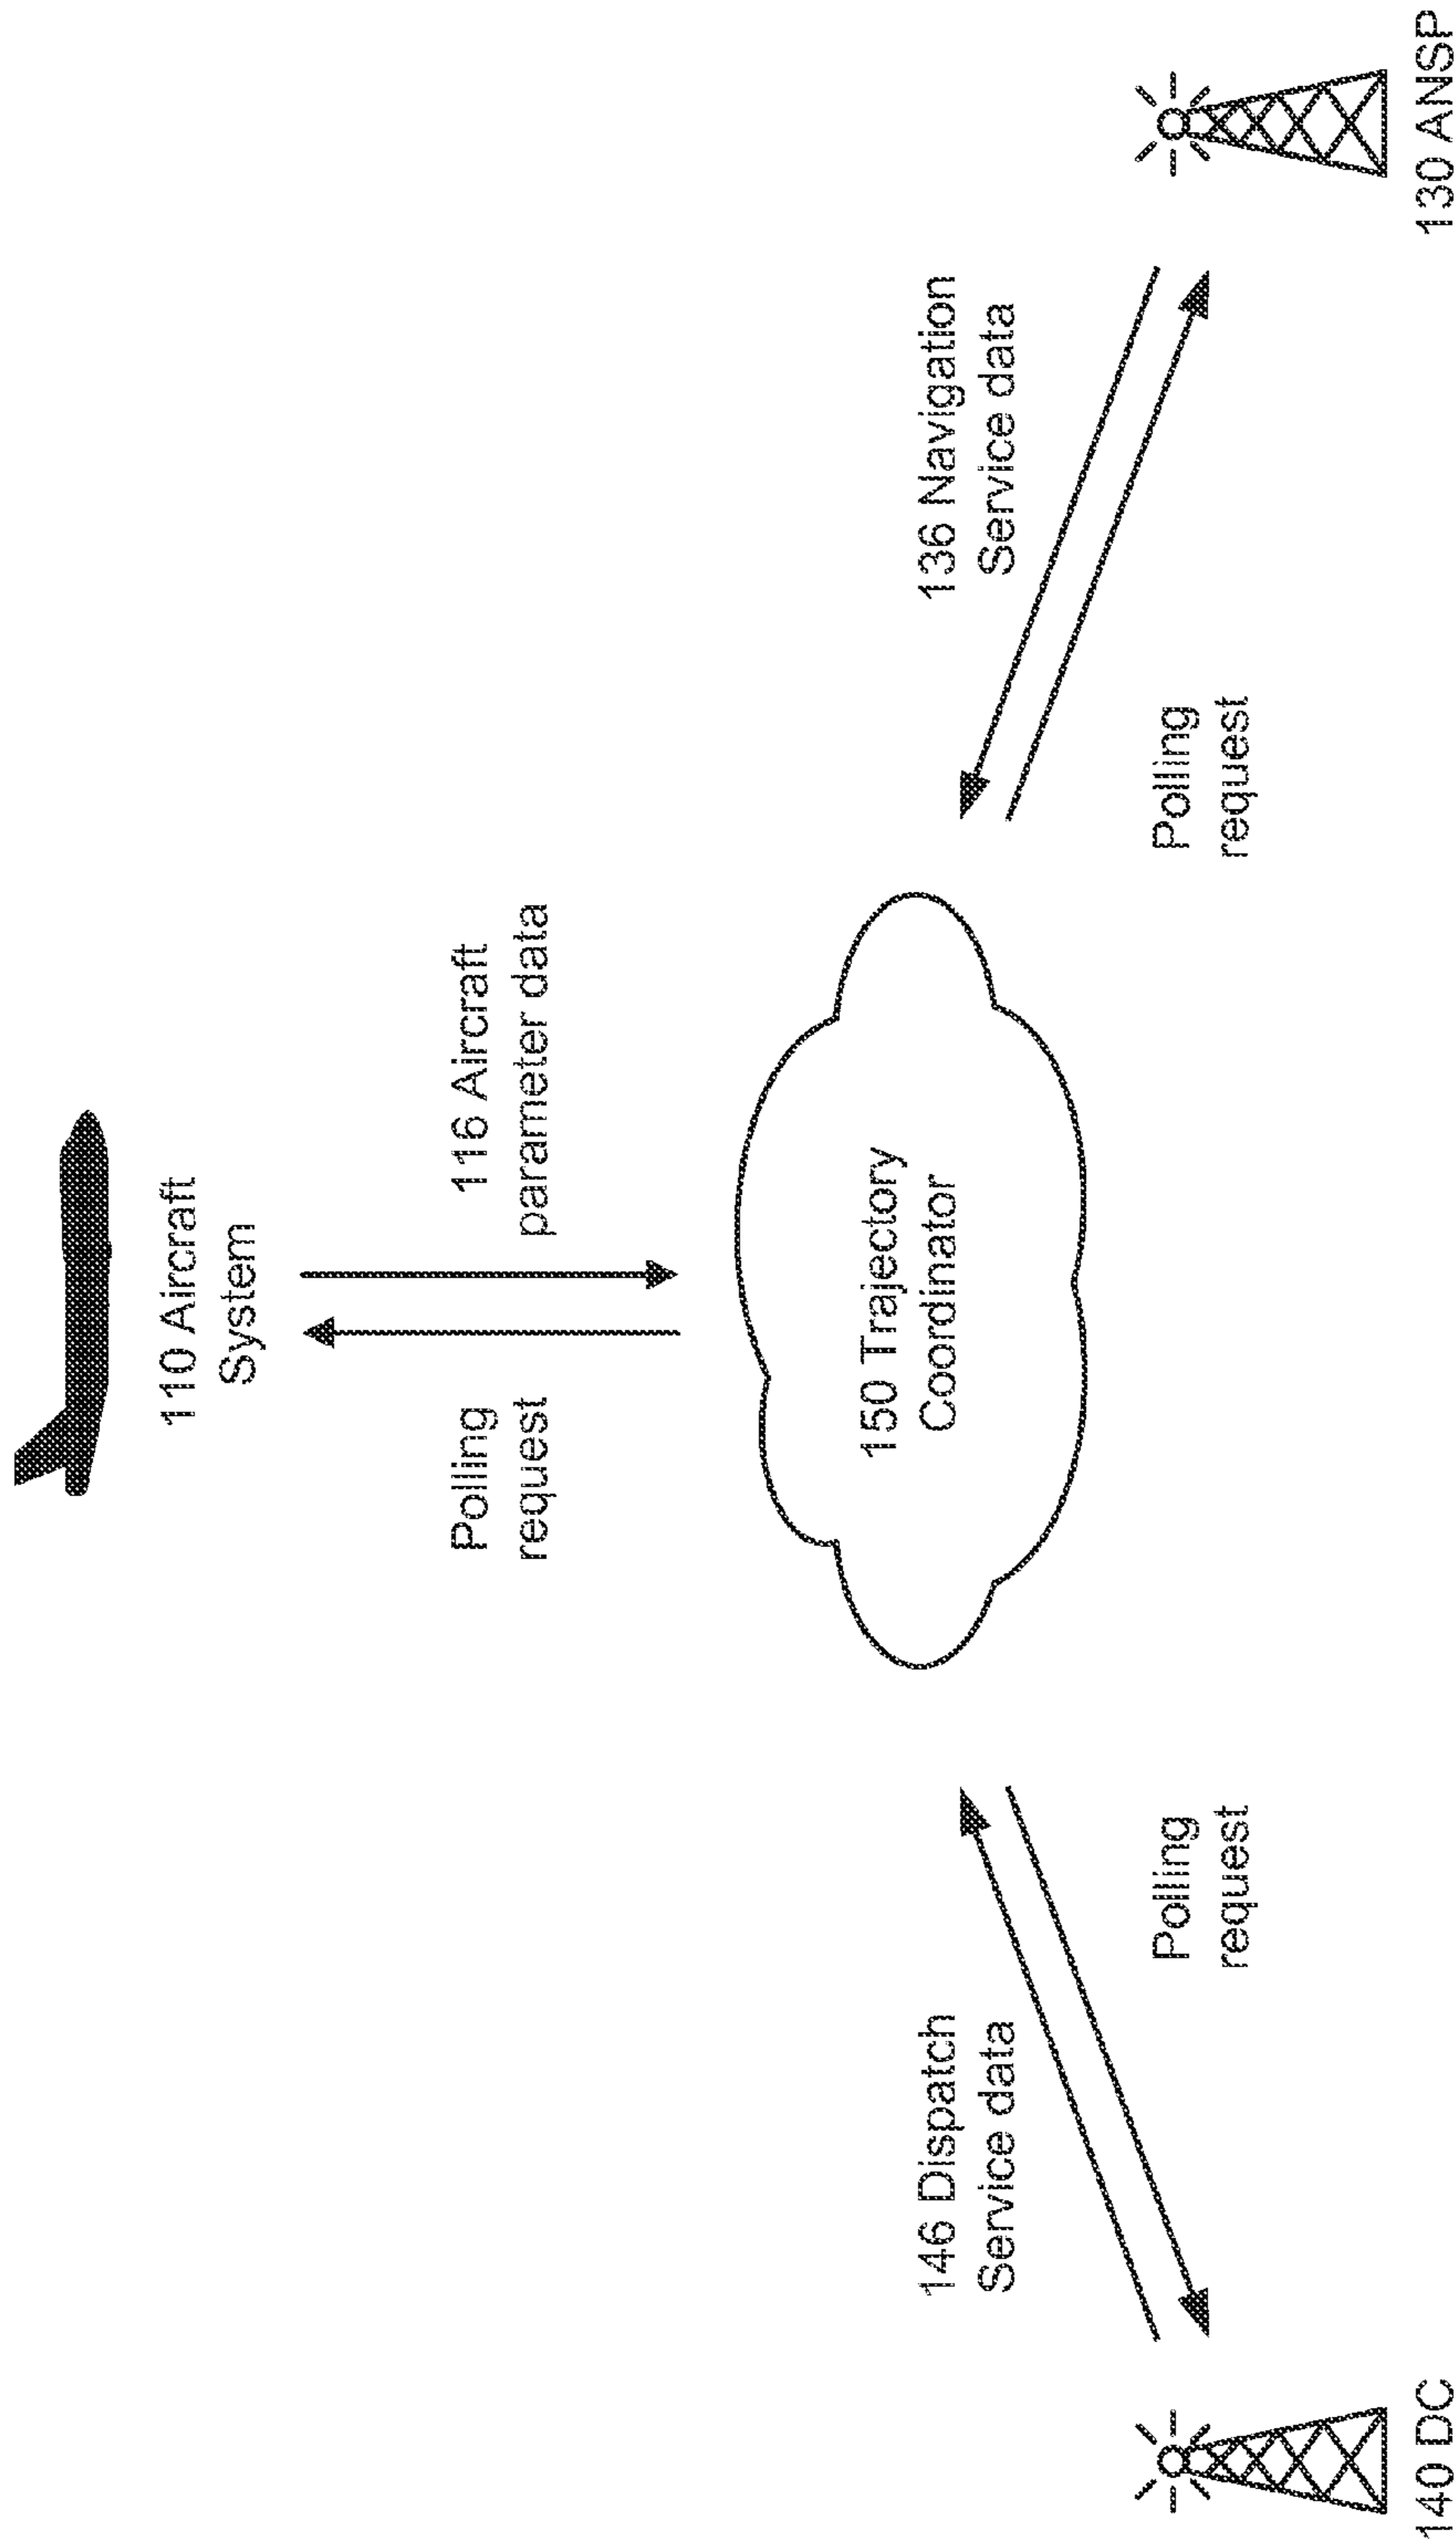 110 Aircraft
System
Polling
request
116 Aircraft
parameter data
150 Trajectory
Coordinator
146 Dispatch
Service data
Polling
request
136 Navigation
Service data
Polling
request
140 DC
130 ANSP